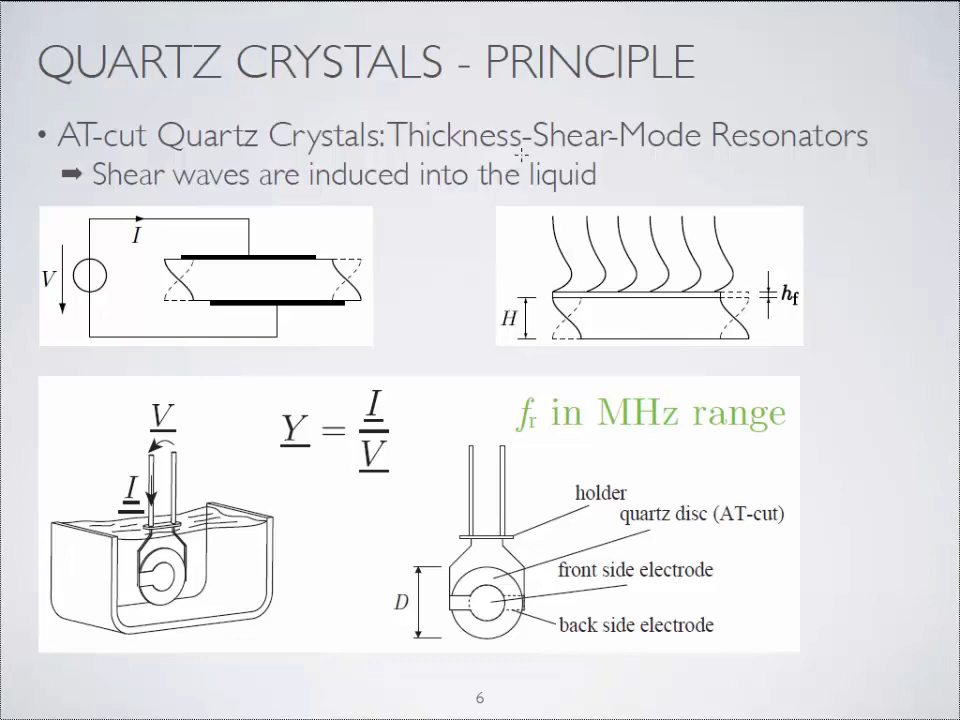 QUARTZ CRYSTALS - PRINCIPLE
• AT-cut Quartz Crystals: Thickness-Shear-Mode Resonators
➡ Shear waves are induced into the liquid
I
V
H
hf
V
I
Y = I / V
fr in MHz range
holder
quartz disc (AT-cut)
front side electrode
D
back side electrode
6